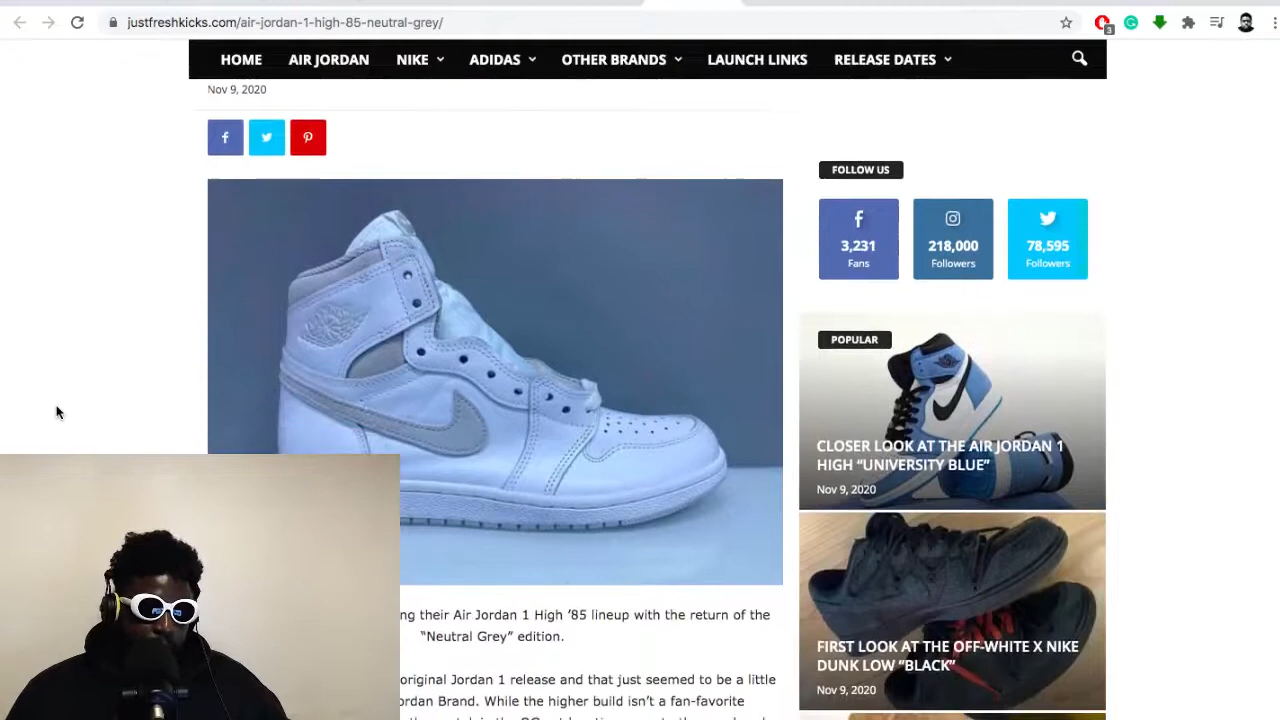 justfreshkicks.com/air-jordan-1-high-85-neutral-grey/
3
HOME AIR JORDAN NIKE ADIDAS OTHER BRANDS LAUNCH LINKS RELEASE DATES
Nov 9, 2020
FOLLOW US
3,231 218,000 78,595
Fans Followers Followers
POPULAR
CLOSER LOOK AT THE AIR JORDAN 1
HIGH “UNIVERSITY BLUE”
Nov 9, 2020
FIRST LOOK AT THE OFF-WHITE X NIKE
DUNK LOW “BLACK”
Nov 9, 2020
their Air Jordan 1 High ’85 lineup with the return of the
“Neutral Grey” edition.
original Jordan 1 release and that just seemed to be a little
Brand. While the higher build isn’t a fan-favorite